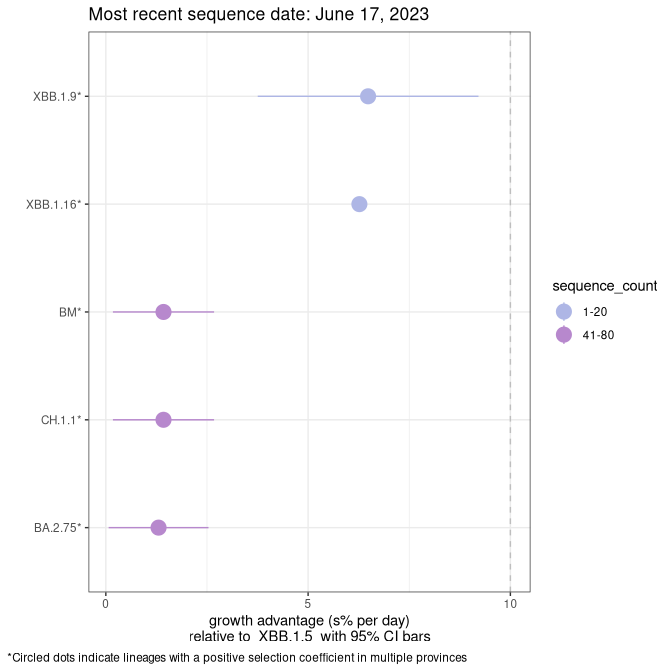 Most recent sequence date: June 17, 2023
XBB.1.9*
XBB.1.16*
BM*
CH.1.1*
BA.2.75*
sequence_count
1-20
41-80
0 5 10
growth advantage (s% per day)
relative to XBB.1.5 with 95% CI bars
*Circled dots indicate lineages with a positive selection coefficient in multiple provinces